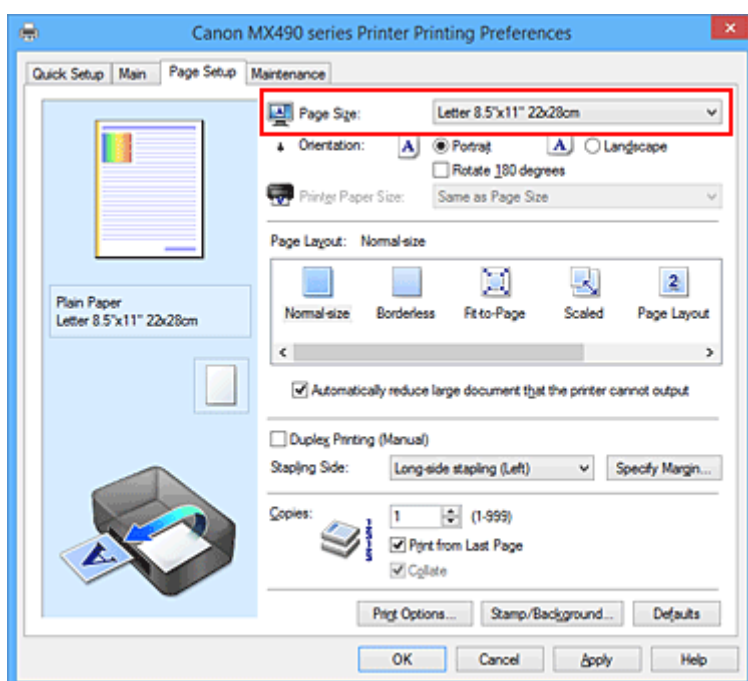 Canon MX490 series Printer Printing Preferences
Quick Setup Main Page Setup Maintenance
Page Size: Letter 8.5"x11" 22x28cm
Orientation: A Portrait A Landscape
Rotate 180 degrees
Printer Paper Size: Same as Page Size
Page Layout: Normal-size
2
Normal-size Borderless Fit-to-Page Scaled Page Layout
Plain Paper
Letter 8.5"x11" 22x28cm
Automatically reduce large document that the printer cannot output
Duplex Printing (Manual)
Stapling Side: Long-side stapling (Left) Specify Margin...
Copies: 1 (1-999)
Print from Last Page
Collate
A
Print Options... Stamp/Background... Defaults
OK Cancel Apply Help